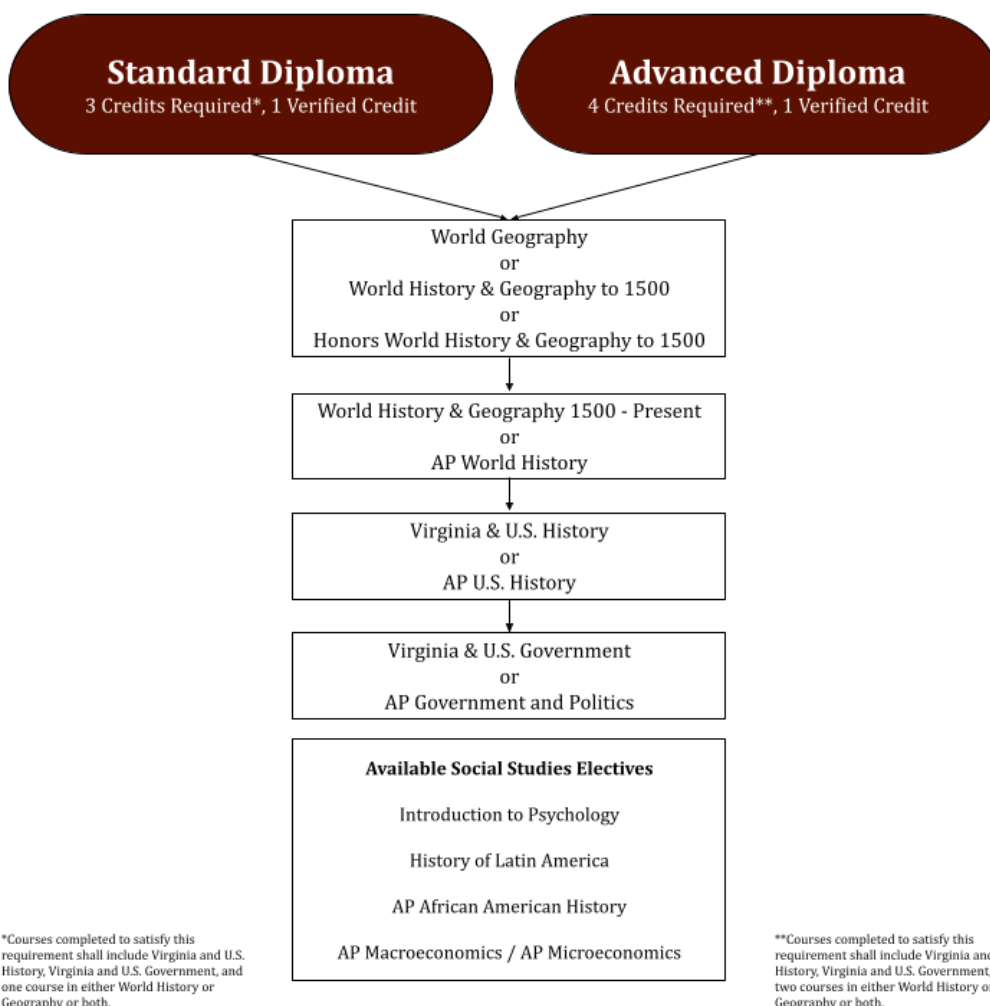 Standard Diploma
3 Credits Required*, 1 Verified Credit
Advanced Diploma
4 Credits Required**, 1 Verified Credit
World Geography
or
World History & Geography to 1500
or
Honors World History & Geography to 1500
World History & Geography 1500 - Present
or
AP World History
Virginia & U.S. History
or
AP U.S. History
Virginia & U.S. Government
or
AP Government and Politics
Available Social Studies Electives
Introduction to Psychology
History of Latin America
AP African American History
AP Macroeconomics / AP Microeconomics
*Courses completed to satisfy this
requirement shall include Virginia and U.S.
History, Virginia and U.S. Government, and
one course in either World History or
Geography or both.
**Courses completed to satisfy this
requirement shall include Virginia and
History, Virginia and U.S. Government,
two courses in either World History or
Geography or both.